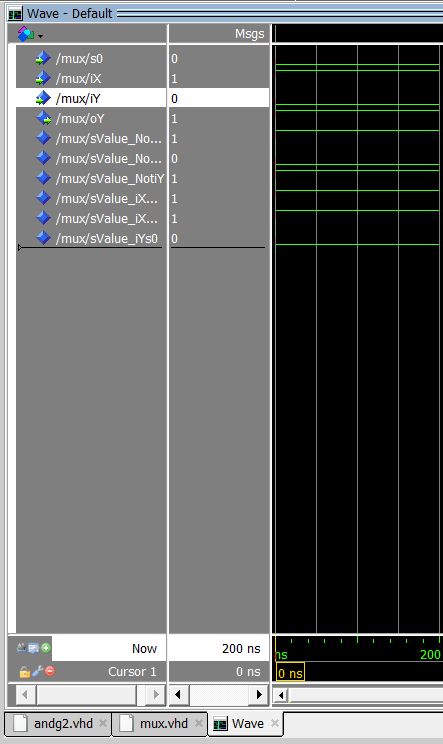 Wave - Default
Msgs
/mux/s0 0
/mux/iX 1
/mux/iY 0
/mux/oY 1
/mux/sValue_No... 1
/mux/sValue_No... 0
/mux/sValue_NotiY 1
/mux/sValue_iX... 1
/mux/sValue_iX... 1
/mux/sValue_iYs0 0
Now 200 ns ns 200
Cursor 1 0 ns 0 ns
andg2.vhd mux.vhd Wave